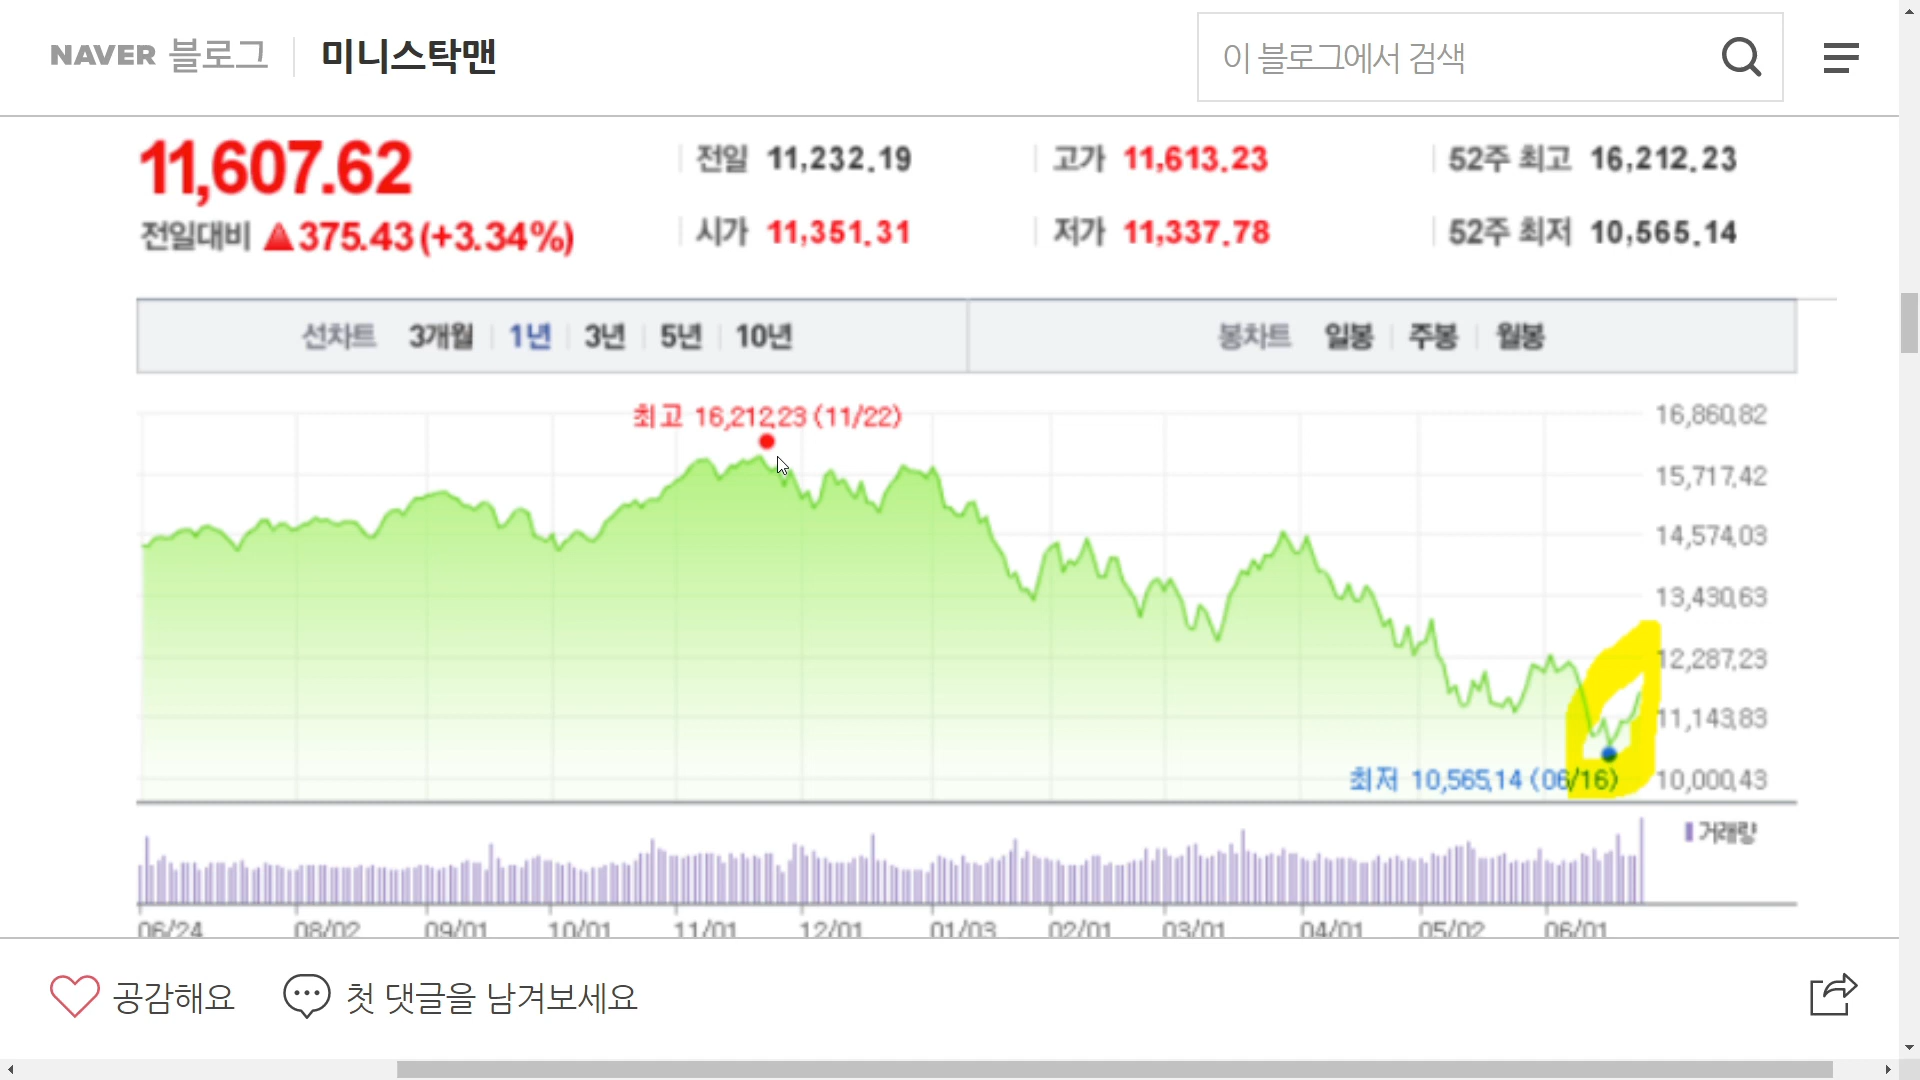 NAVER 블로그 미니스탁맨
이 블로그에서 검색
11,607.62
전일대비 ▲375.43(+3.34%)
전일 11,232.19
고가 11,613.23
52주 최고 16,212.23
시가 11,351.31
저가 11,337.78
52주 최저 10,565.14
선차트 3개월 1년 3년 5년 10년
봉차트 일봉 주봉 월봉
최고 16,212.23 (11/22)
16,860.82
15,717.42
14,574.03
13,430.63
12,287.23
11,143.83
최저 10,565.14 (06/16)
10,000.43
거래량
06/24 08/02 09/01 10/01 11/01 12/01 01/03 02/01 03/01 04/01 05/02 06/01
공감해요 첫 댓글을 남겨보세요